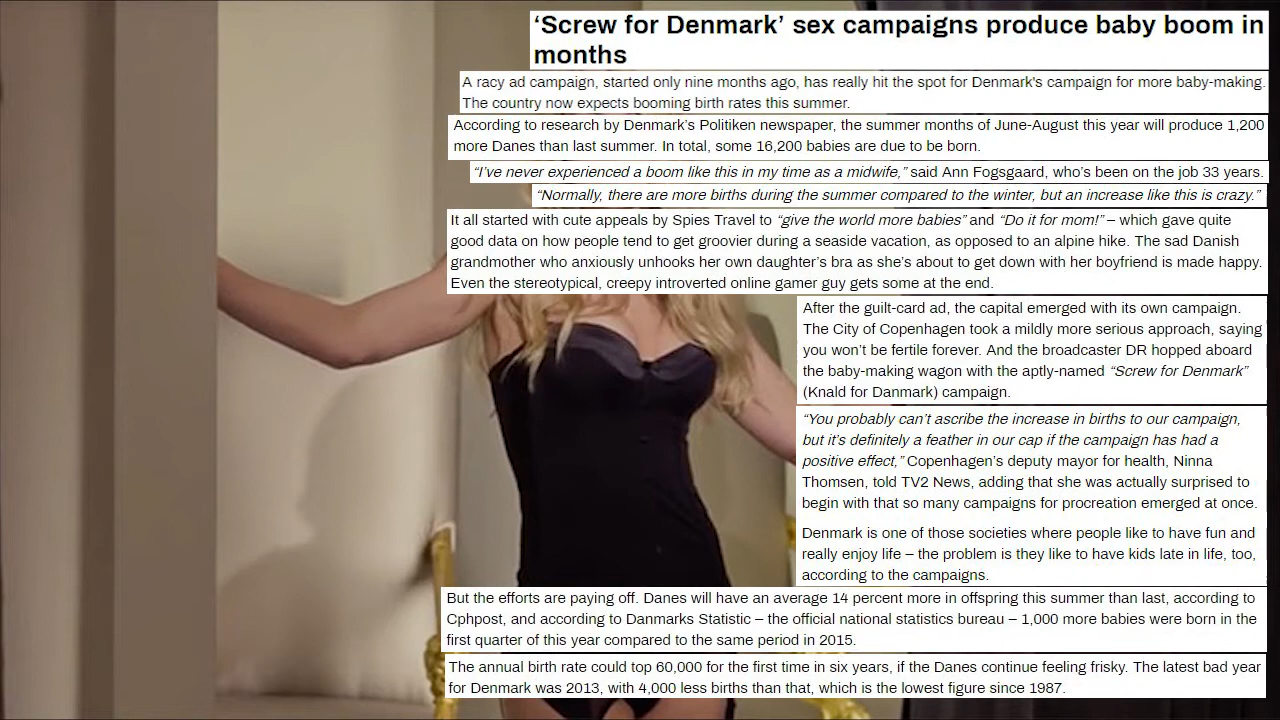 ‘Screw for Denmark’ sex campaigns produce baby boom in
months
A racy ad campaign, started only nine months ago, has really hit the spot for Denmark's campaign for more baby-making.
The country now expects booming birth rates this summer.
According to research by Denmark’s Politiken newspaper, the summer months of June-August this year will produce 1,200
more Danes than last summer. In total, some 16,200 babies are due to be born.
“I’ve never experienced a boom like this in my time as a midwife,” said Ann Fogsgaard, who’s been on the job 33 years.
“Normally, there are more births during the summer compared to the winter, but an increase like this is crazy.”
It all started with cute appeals by Spies Travel to “give the world more babies” and “Do it for mom!” – which gave quite
good data on how people tend to get groovier during a seaside vacation, as opposed to an alpine hike. The sad Danish
grandmother who anxiously unhooks her own daughter’s bra as she’s about to get down with her boyfriend is made happy.
Even the stereotypical, creepy introverted online gamer guy gets some at the end.
After the guilt-card ad, the capital emerged with its own campaign.
The City of Copenhagen took a mildly more serious approach, saying
you won’t be fertile forever. And the broadcaster DR hopped aboard
the baby-making wagon with the aptly-named “Screw for Denmark”
(Knald for Danmark) campaign.
“You probably can’t ascribe the increase in births to our campaign,
but it’s definitely a feather in our cap if the campaign has had a
positive effect,” Copenhagen’s deputy mayor for health, Ninna
Thomsen, told TV2 News, adding that she was actually surprised to
begin with that so many campaigns for procreation emerged at once.
Denmark is one of those societies where people like to have fun and
really enjoy life – the problem is they like to have kids late in life, too,
according to the campaigns.
But the efforts are paying off. Danes will have an average 14 percent more in offspring this summer than last, according to
Cphpost, and according to Danmarks Statistic – the official national statistics bureau – 1,000 more babies were born in the
first quarter of this year compared to the same period in 2015.
The annual birth rate could top 60,000 for the first time in six years, if the Danes continue feeling frisky. The latest bad year
for Denmark was 2013, with 4,000 less births than that, which is the lowest figure since 1987.